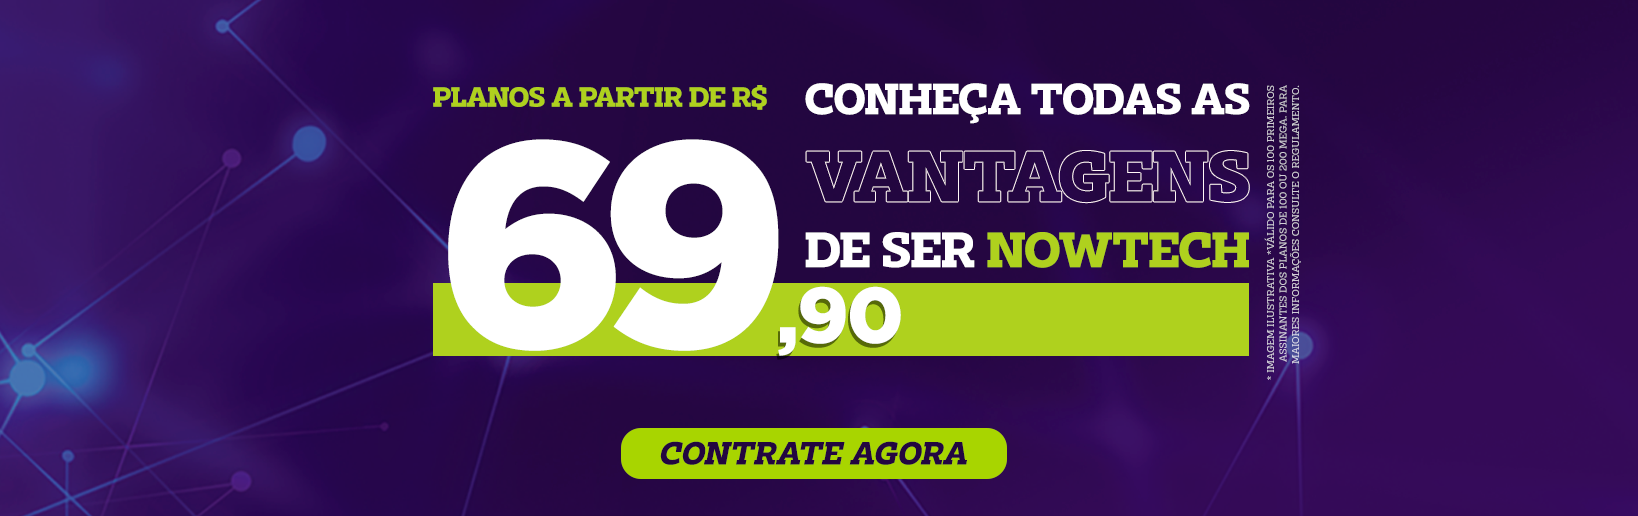 PLANOS A PARTIR DE R$
69,90
CONHEÇA TODAS AS
VANTAGENS
DE SER NOWTECH
* IMAGEM ILUSTRATIVA *VÁLIDO PARA OS 100 PRIMEIROS
ASSINANTES DOS PLANOS DE 100 OU 200 MEGA. PARA
MAIORES INFORMAÇÕES CONSULTE O REGULAMENTO.
CONTRATE AGORA